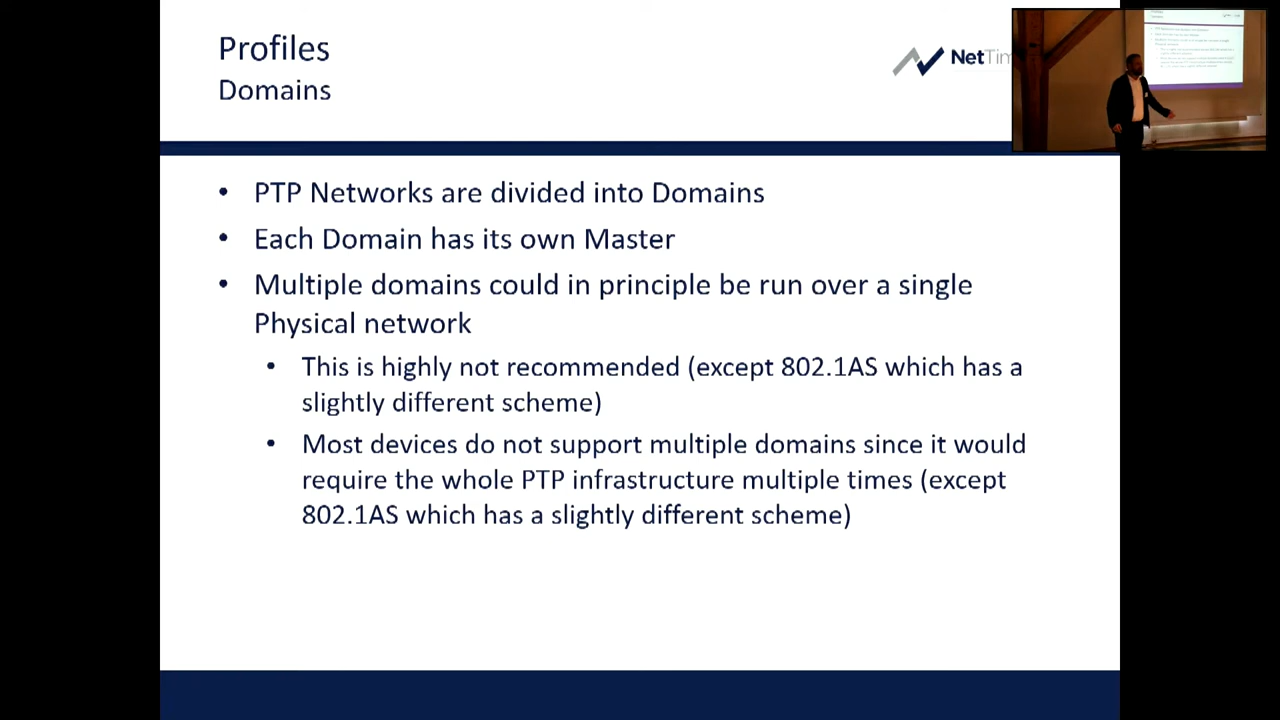 Profiles
Domains
NetTim
• PTP Networks are divided into Domains
• Each Domain has its own Master
• Multiple domains could in principle be run over a single
Physical network
• This is highly not recommended (except 802.1AS which has a
slightly different scheme)
• Most devices do not support multiple domains since it would
require the whole PTP infrastructure multiple times (except
802.1AS which has a slightly different scheme)